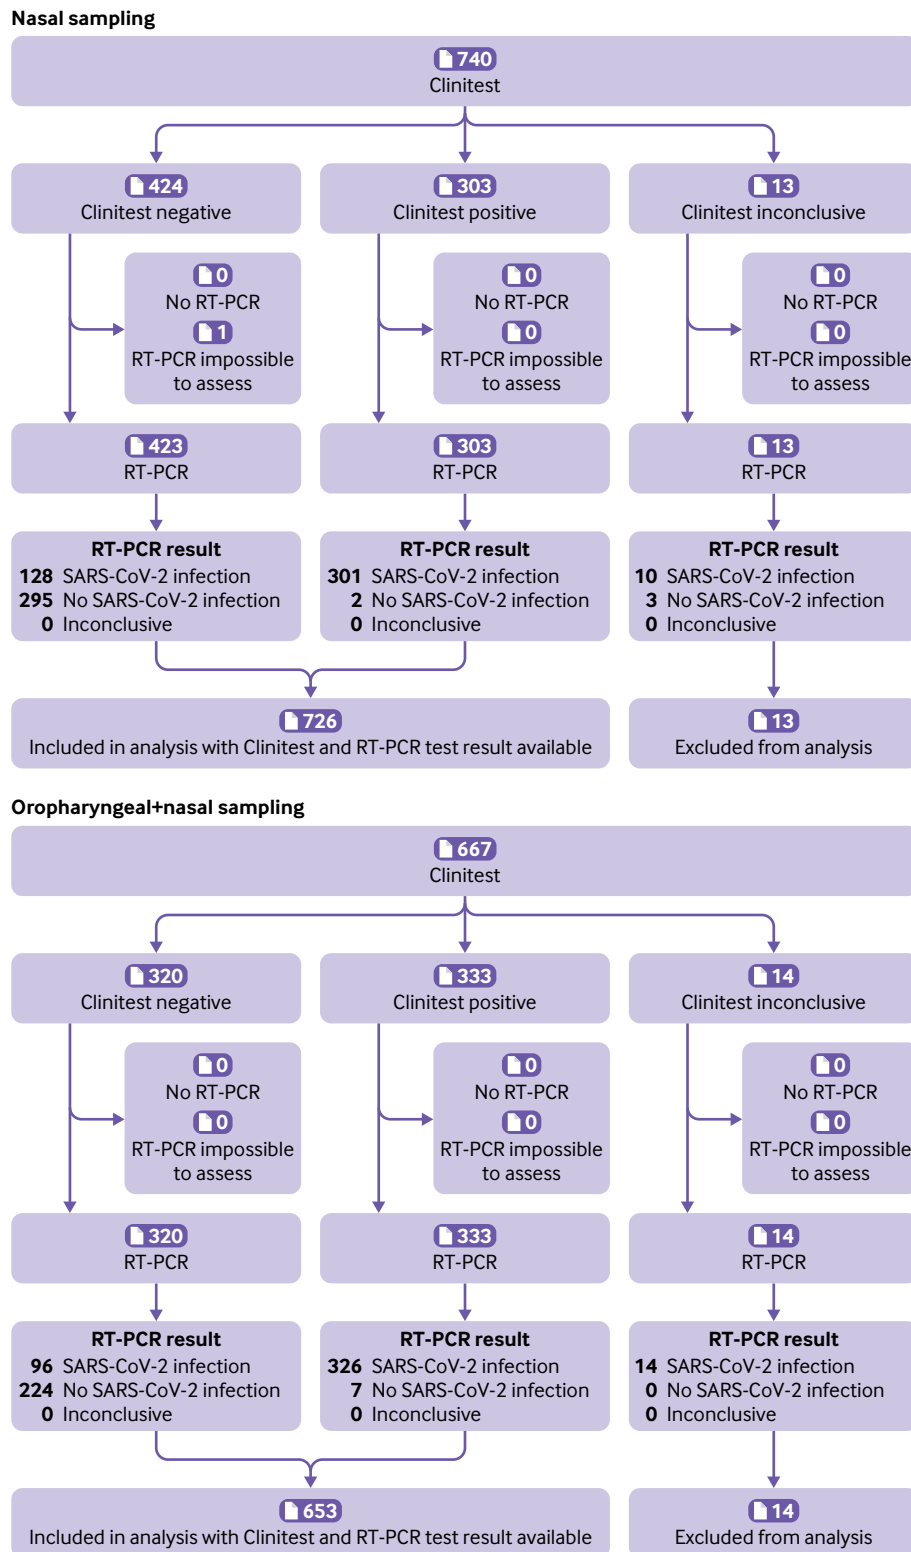 Nasal sampling
740
Clinitest
424
Clinitest negative
303
Clinitest positive
13
Clinitest inconclusive
0
No RT-PCR
1
RT-PCR impossible
to assess
0
No RT-PCR
0
RT-PCR impossible
to assess
0
No RT-PCR
0
RT-PCR impossible
to assess
423
RT-PCR
303
RT-PCR
13
RT-PCR
RT-PCR result
128 SARS-CoV-2 infection
295 No SARS-CoV-2 infection
0 Inconclusive
RT-PCR result
301 SARS-CoV-2 infection
2 No SARS-CoV-2 infection
0 Inconclusive
RT-PCR result
10 SARS-CoV-2 infection
3 No SARS-CoV-2 infection
0 Inconclusive
726
Included in analysis with Clinitest and RT-PCR test result available
13
Excluded from analysis
Oropharyngeal+nasal sampling
667
Clinitest
320
Clinitest negative
333
Clinitest positive
14
Clinitest inconclusive
0
No RT-PCR
0
RT-PCR impossible
to assess
0
No RT-PCR
0
RT-PCR impossible
to assess
0
No RT-PCR
0
RT-PCR impossible
to assess
320
RT-PCR
333
RT-PCR
14
RT-PCR
RT-PCR result
96 SARS-CoV-2 infection
224 No SARS-CoV-2 infection
0 Inconclusive
RT-PCR result
326 SARS-CoV-2 infection
7 No SARS-CoV-2 infection
0 Inconclusive
RT-PCR result
14 SARS-CoV-2 infection
0 No SARS-CoV-2 infection
0 Inconclusive
653
Included in analysis with Clinitest and RT-PCR test result available
14
Excluded from analysis